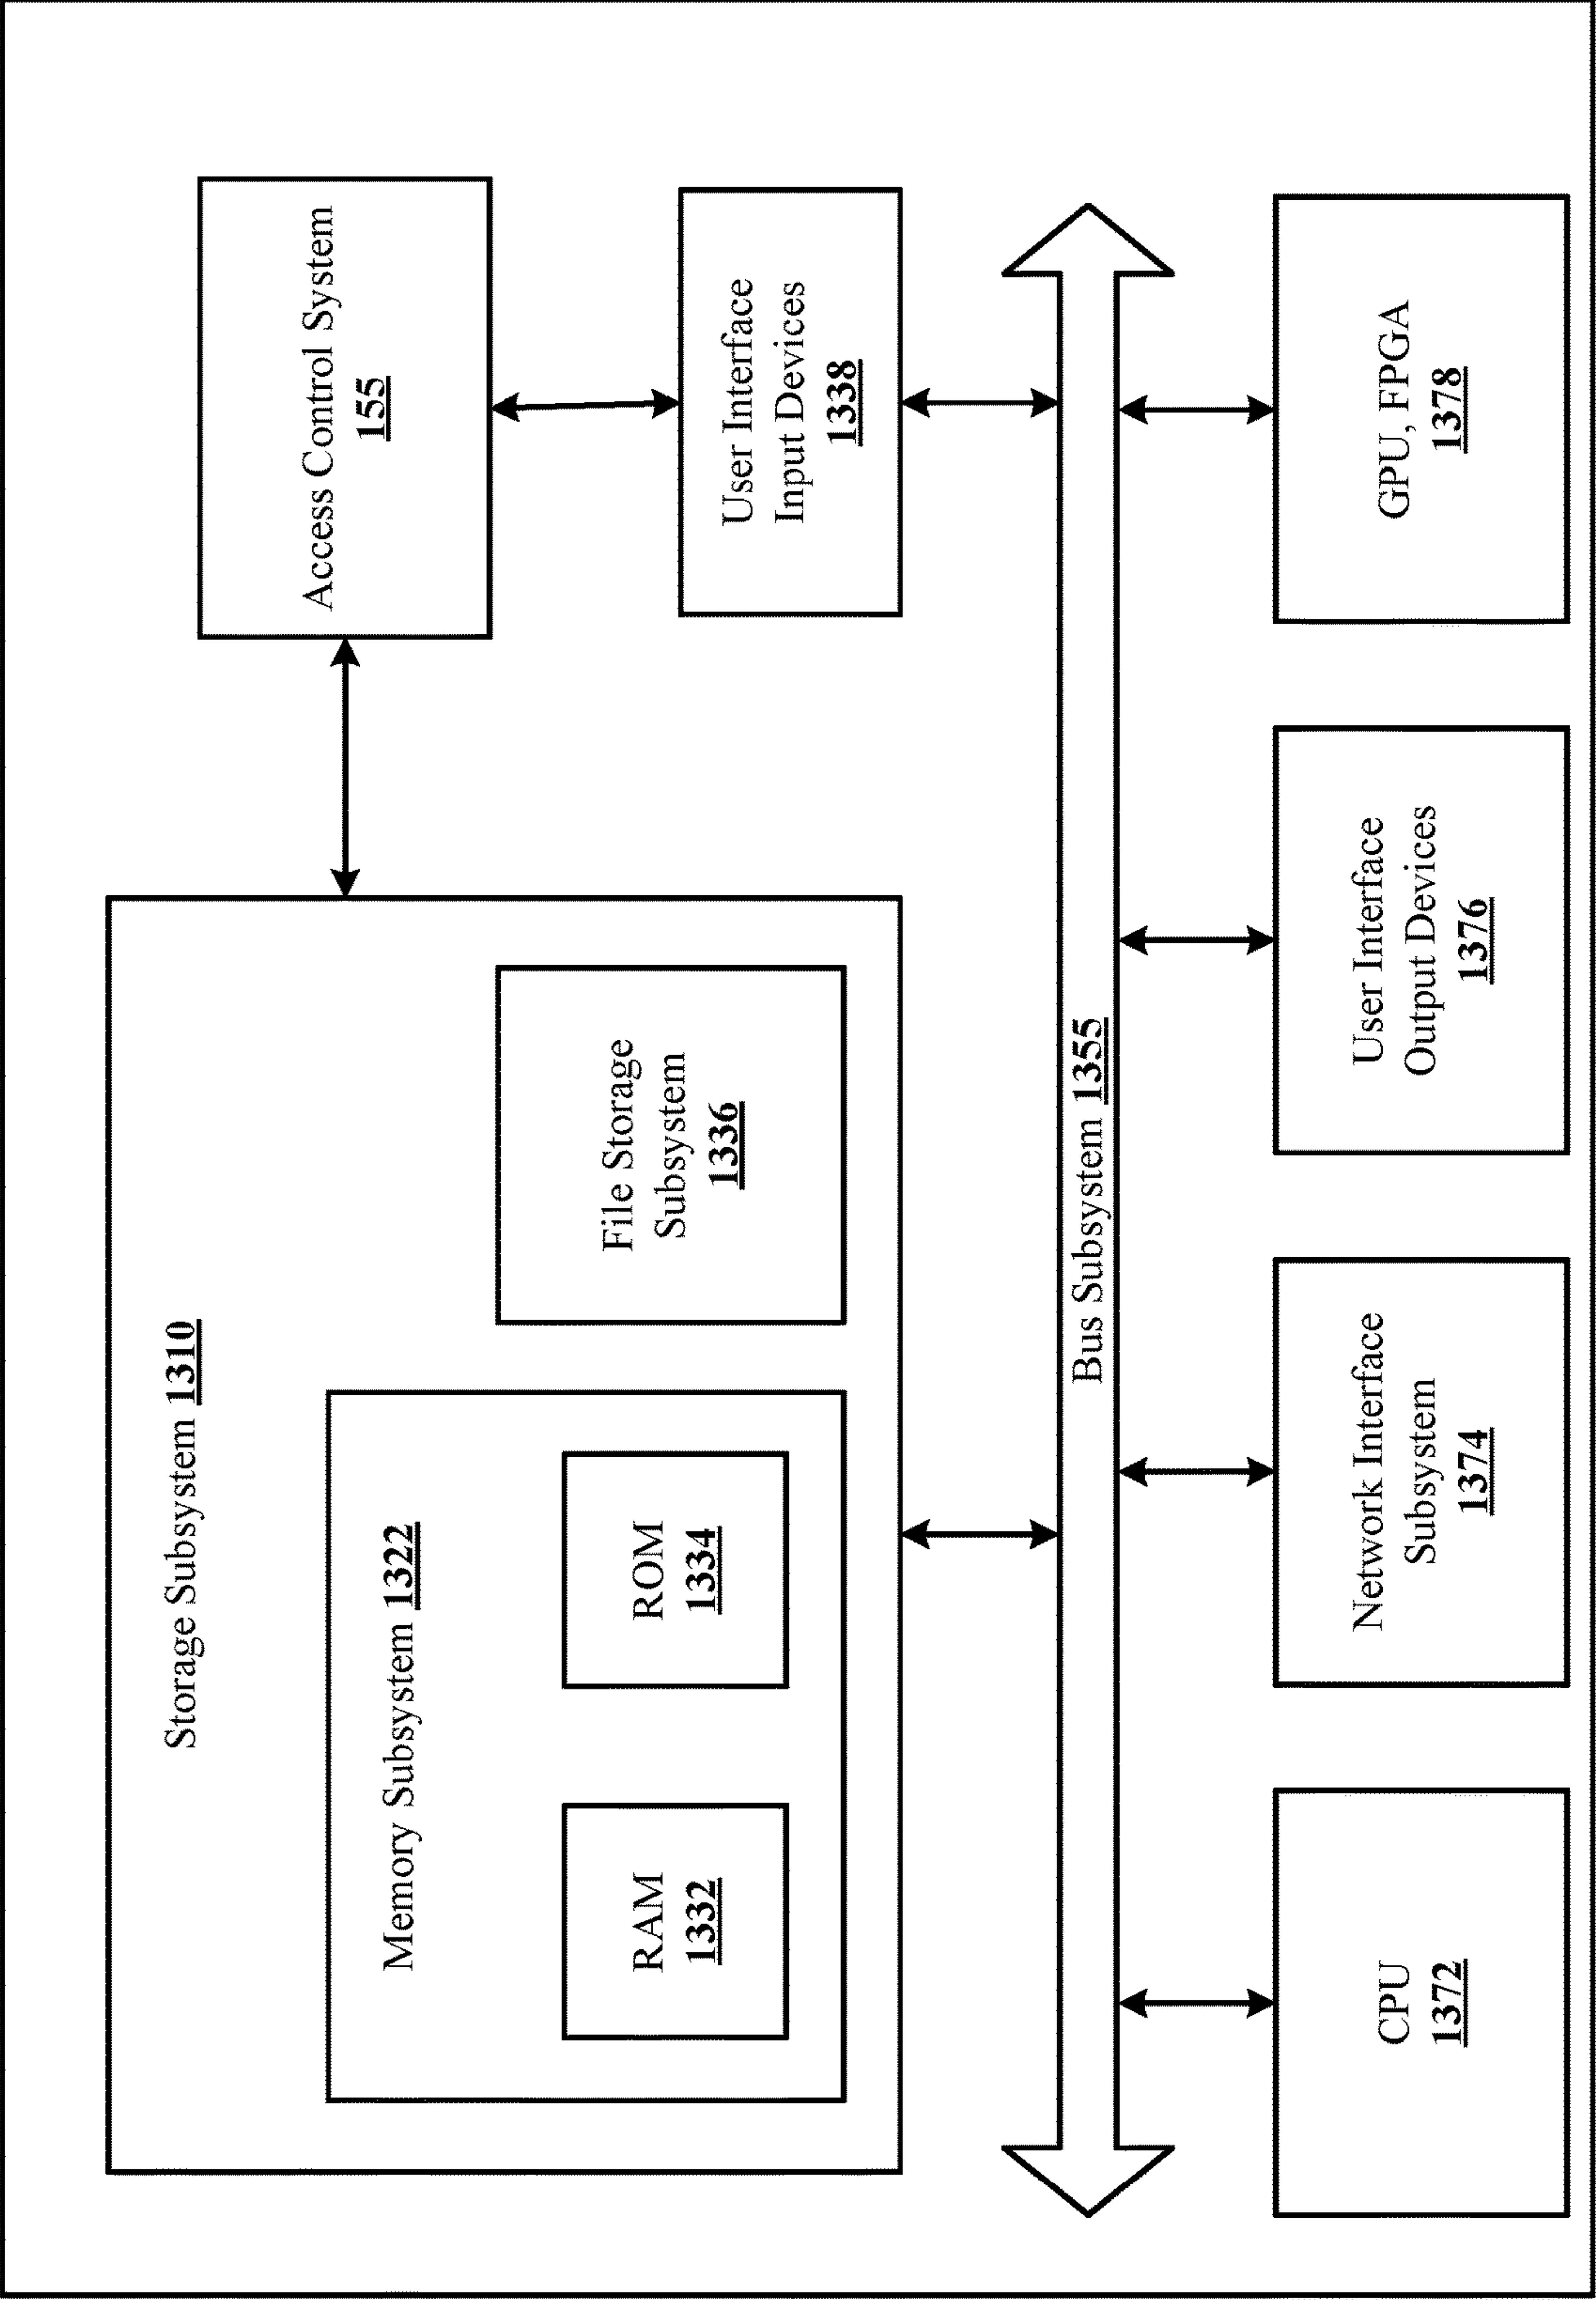 Storage Subsystem 1310
Memory Subsystem 1322
RAM
1332
ROM
1334
File Storage
Subsystem
1336
Access Control System
155
User Interface
Input Devices
1338
Bus Subsystem 1355
CPU
1372
Network Interface
Subsystem
1374
User Interface
Output Devices
1376
GPU, FPGA
1378